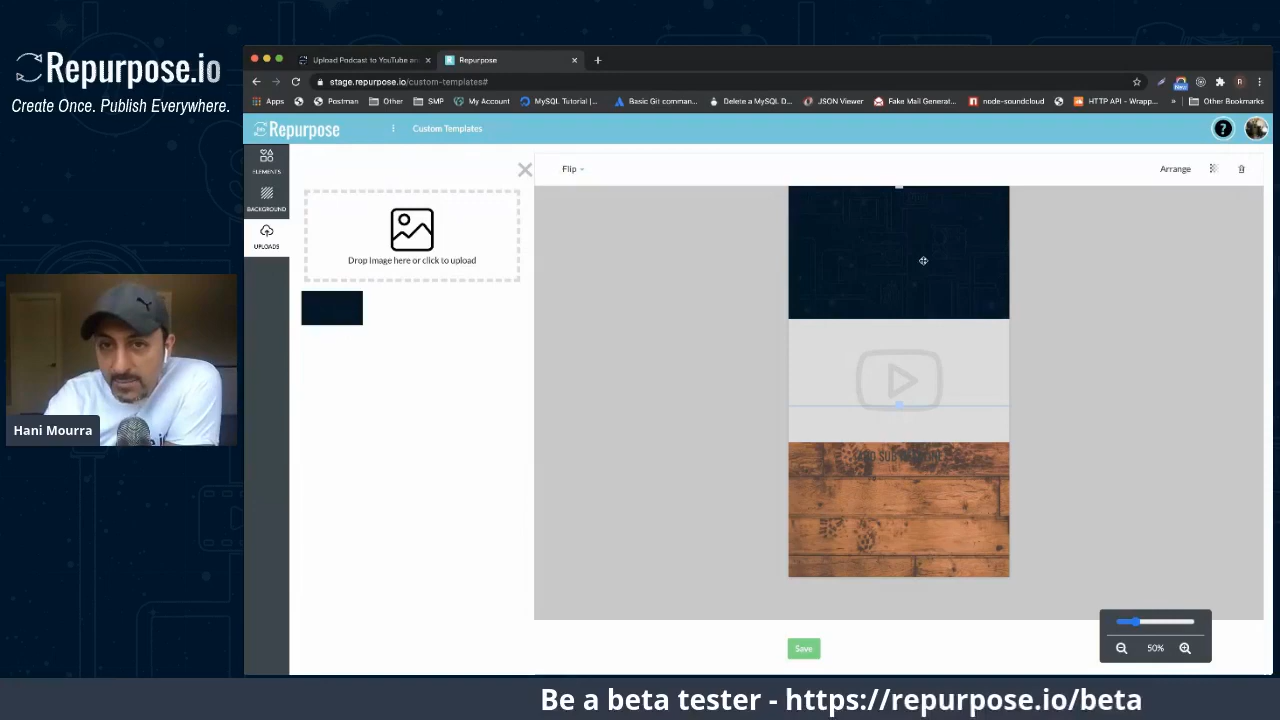 Repurpose.io
Create Once. Publish Everywhere.
Upload Podcast to YouTube an
Repurpose
stage.repurpose.io/custom-templates#
Apps
Postman
Other
SMP
My Account
MySQL Tutorial |...
Basic Git comman...
Delete a MySQL D...
JSON Viewer
Fake Mail Generat...
node-soundcloud
HTTP API - Wrapp...
»
Other Bookmarks
Repurpose
Custom Templates
?
ELEMENTS
BACKGROUND
UPLOADS
Flip
Arrange
Drop Image here or click to upload
Save
50%
Hani Mourra
Be a beta tester - https://repurpose.io/beta